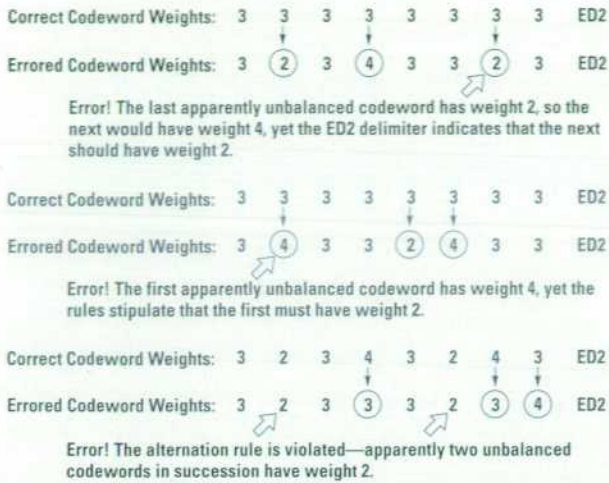 Correct Codeword Weights: 3 3 3 3 3 3 3 3 ED2
Errored Codeword Weights: 3 2 3 4 3 3 2 3 ED2
Error! The last apparently unbalanced codeword has weight 2, so the
next would have weight 4, yet the ED2 delimiter indicates that the next
should have weight 2.
Correct Codeword Weights: 3 3 3 3 3 3 3 3 ED2
Errored Codeword Weights: 3 4 3 3 2 4 3 3 ED2
Error! The first apparently unbalanced codeword has weight 4, yet the
rules stipulate that the first must have weight 2.
Correct Codeword Weights: 3 2 3 4 3 2 4 3 ED2
Errored Codeword Weights: 3 2 3 3 3 2 3 4 ED2
Error! The alternation rule is violated—apparently two unbalanced
codewords in succession have weight 2.